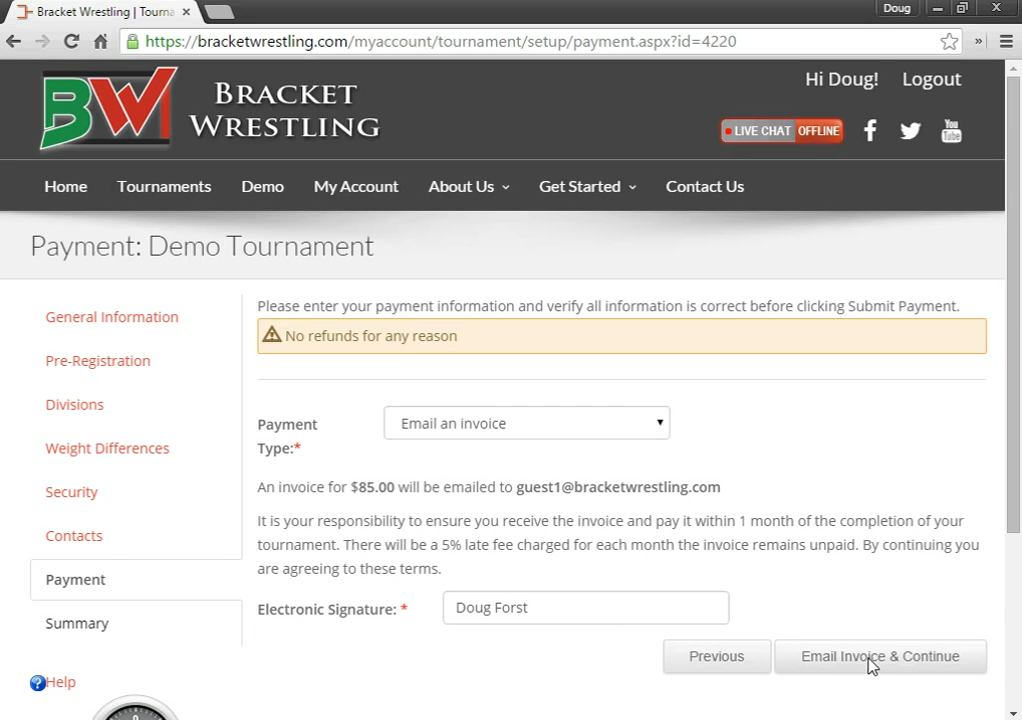 Bracket Wrestling | Tourna
Doug
https://bracketwrestling.com/myaccount/tournament/setup/payment.aspx?id=4220
Hi Doug! Logout
BW BRACKET WRESTLING
LIVE CHAT OFFLINE
You Tube
Home Tournaments Demo My Account About Us Get Started Contact Us
Payment: Demo Tournament
General Information
Pre-Registration
Divisions
Weight Differences
Security
Contacts
Payment
Summary
Help
Please enter your payment information and verify all information is correct before clicking Submit Payment.
No refunds for any reason
Payment Type:* Email an invoice
An invoice for $85.00 will be emailed to guest1@bracketwrestling.com
It is your responsibility to ensure you receive the invoice and pay it within 1 month of the completion of your
tournament. There will be a 5% late fee charged for each month the invoice remains unpaid. By continuing you
are agreeing to these terms.
Electronic Signature: * Doug Forst
Previous Email Invoice & Continue